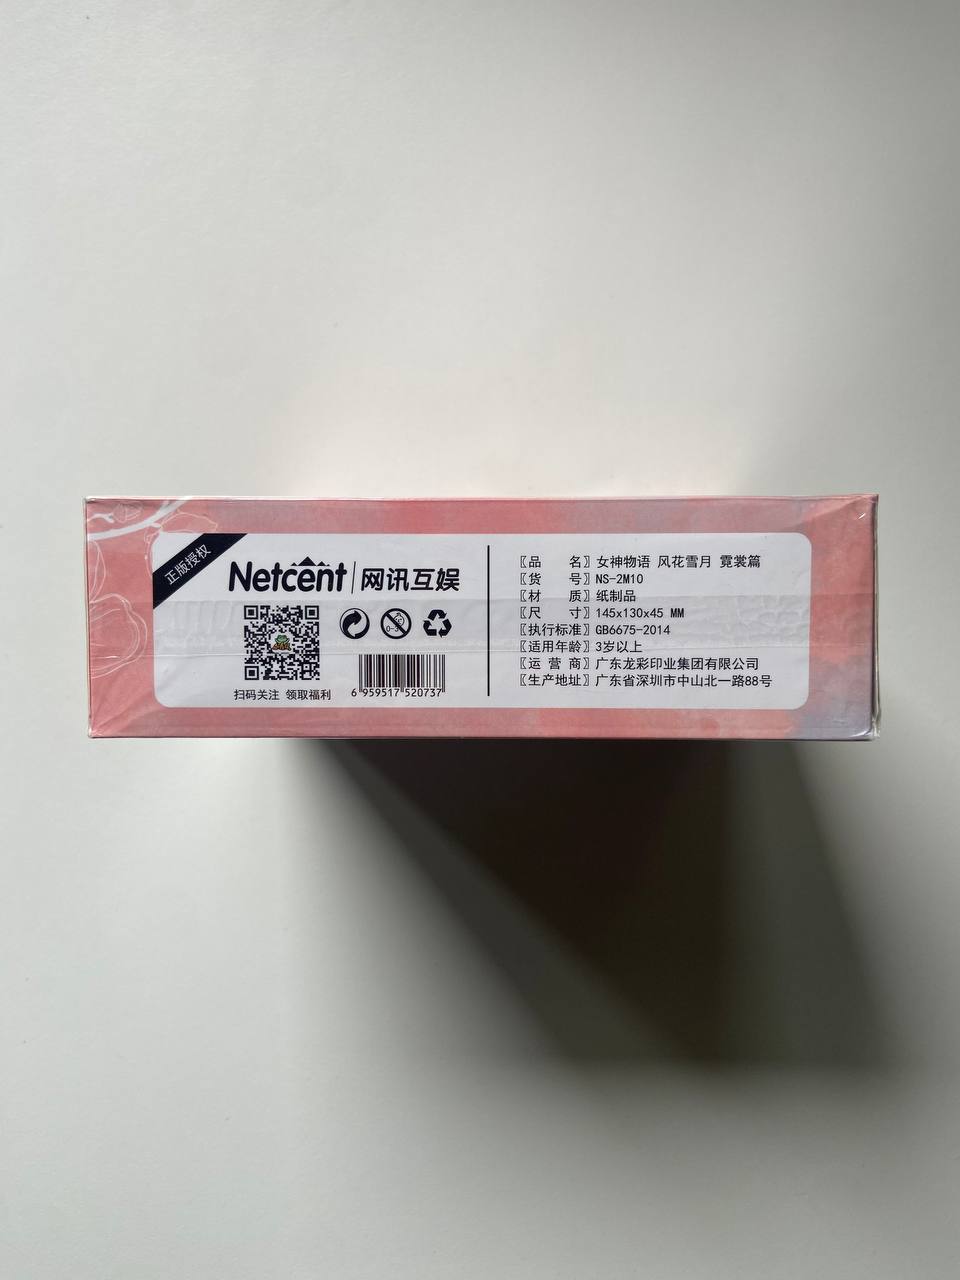 正版授权
Netcent 网讯互娱
扫码关注 领取福利
0-3
6 959517 520737
〖品 名〗女神物语 风花雪月 霓裳篇
〖货 号〗NS-2M10
〖材 质〗纸制品
〖尺 寸〗145x130x45 MM
〖执行标准〗GB6675-2014
〖适用年龄〗3岁以上
〖运 营 商〗广东龙彩印业集团有限公司
〖生产地址〗广东省深圳市中山北一路88号